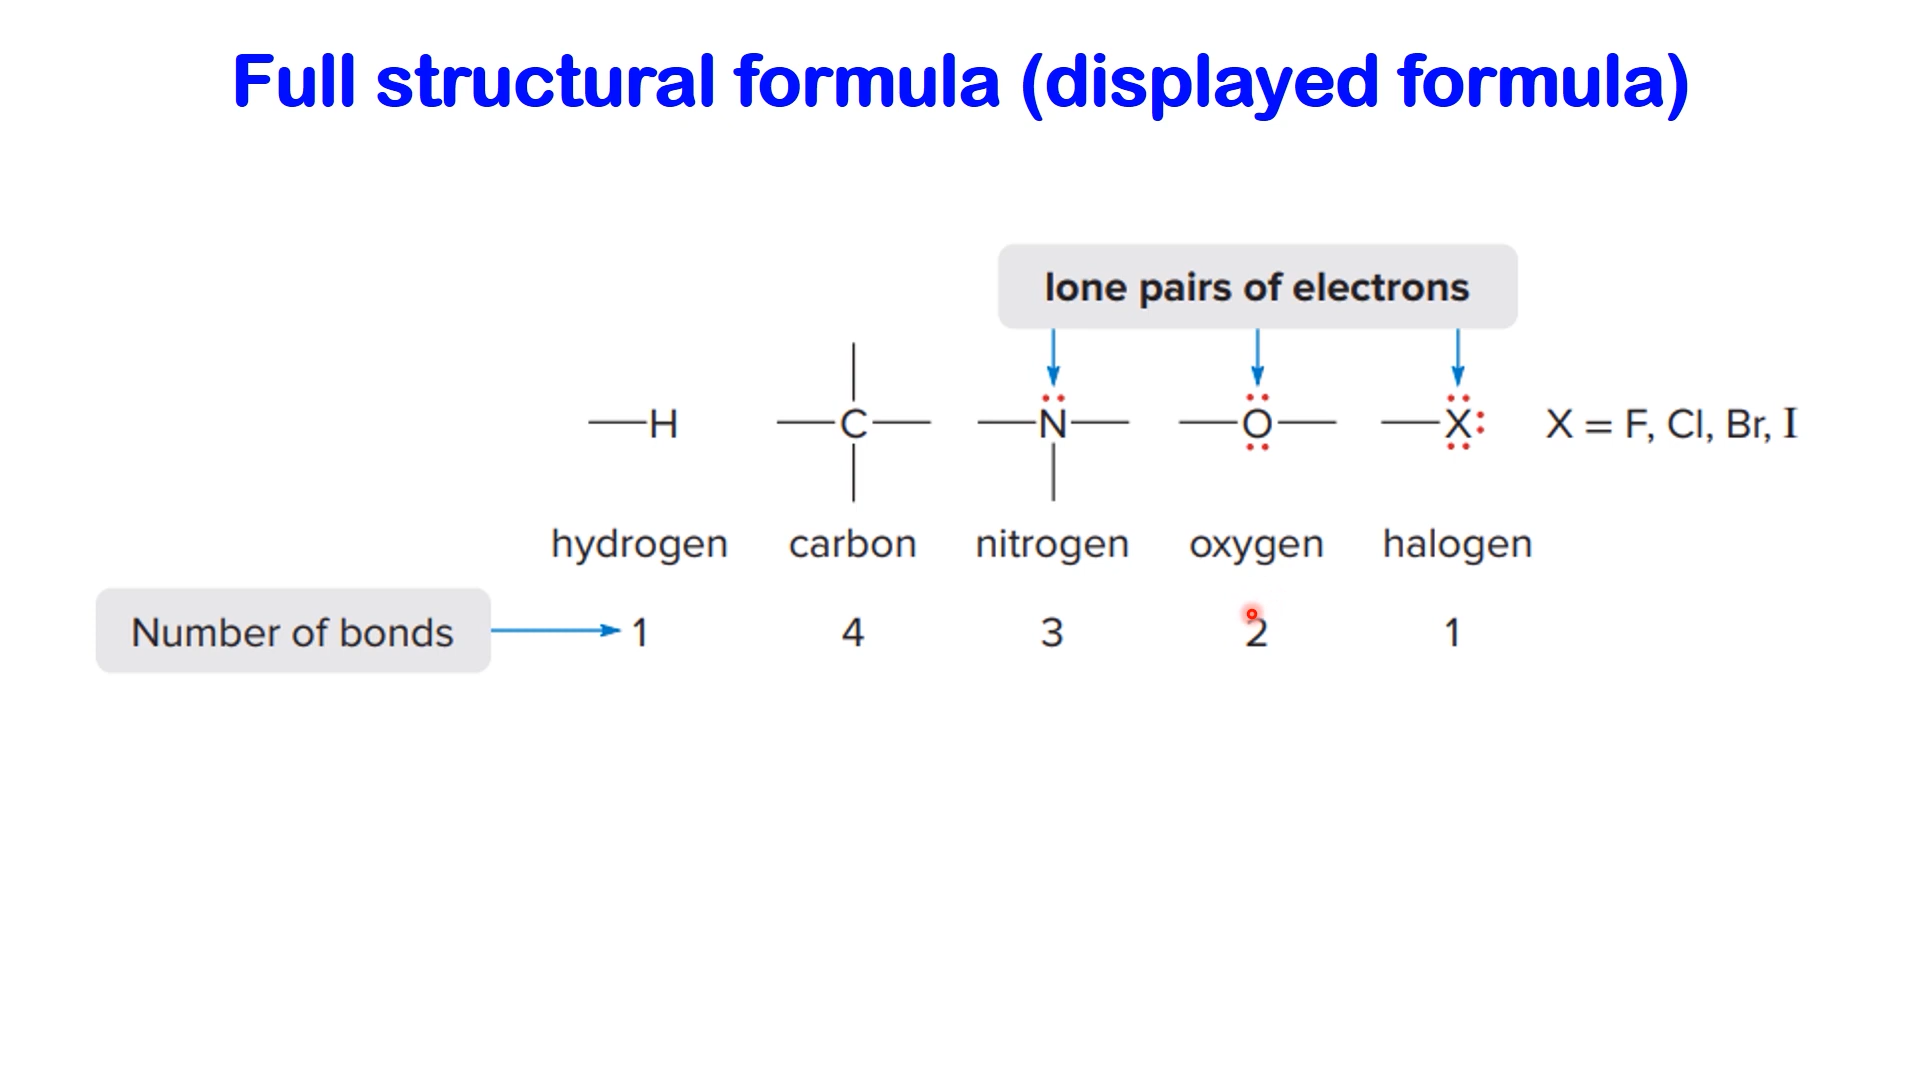 Full structural formula (displayed formula)
lone pairs of electrons
H C N O X X = F, Cl, Br, I
hydrogen carbon nitrogen oxygen halogen
Number of bonds 1 4 3 2 1